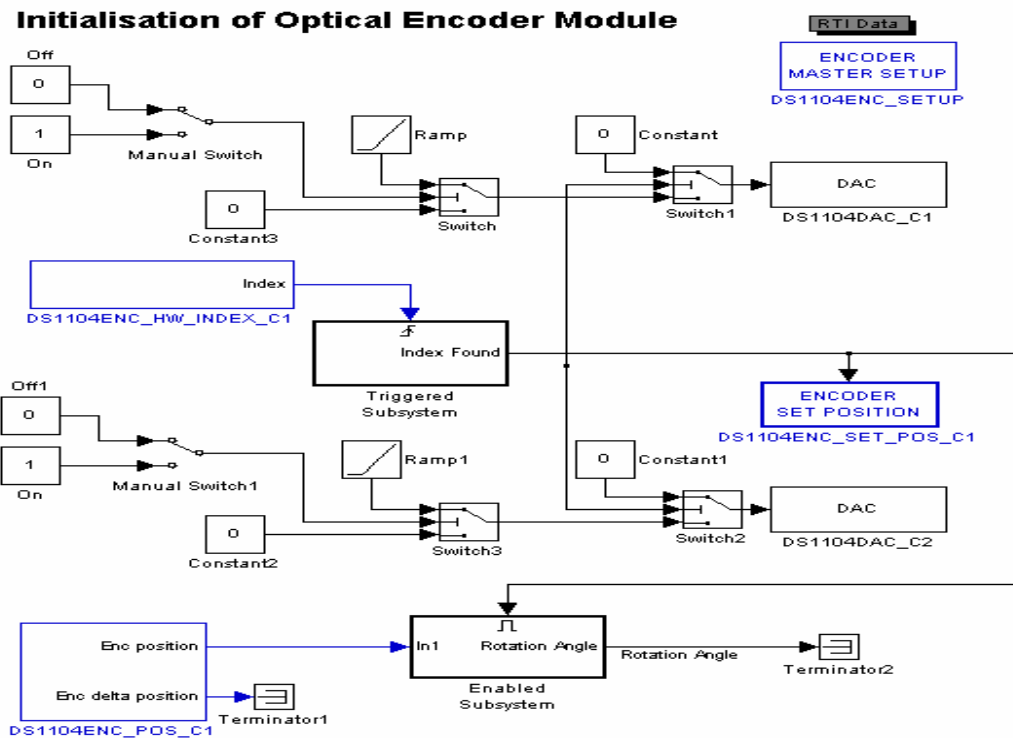 Initialisation of Optical Encoder Module
RTI Data
ENCODER
MASTER SETUP
DS1104ENC_SETUP
Off
0
1
On
Manual Switch
Ramp
0
Constant
Switch1
DAC
DS1104DAC_C1
0
Constant3
Switch
Index
DS1104ENC_HW_INDEX_C1
Index Found
Triggered
Subsystem
ENCODER
SET POSITION
DS1104ENC_SET_POS_C1
Off1
0
1
On
Manual Switch1
Ramp1
0
Constant1
Switch2
DAC
DS1104DAC_C2
0
Constant2
Switch3
Enc position
Enc delta position
DS1104ENC_POS_C1
Terminator1
In1
Rotation Angle
Enabled
Subsystem
Rotation Angle
Terminator2